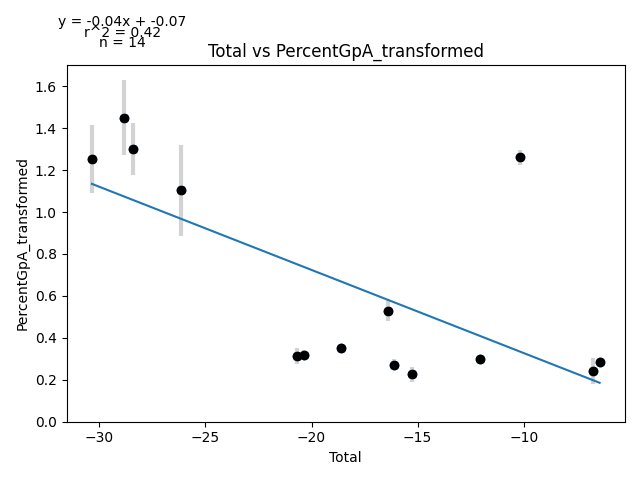 y = -0.04x + -0.07
r^2 = 0.42
n = 14
Total vs PercentGpA_transformed
PercentGpA_transformed
1.6
1.4
1.2
1.0
0.8
0.6
0.4
0.2
0.0
−30 −25 −20 −15 −10
Total